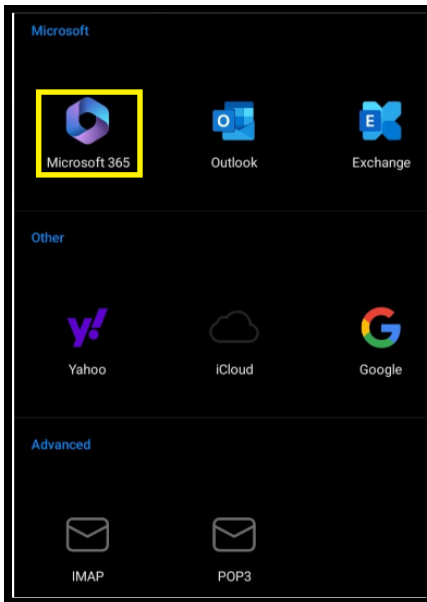 Microsoft
Microsoft 365 Outlook Exchange
Other
Yahoo iCloud Google
Advanced
IMAP POP3